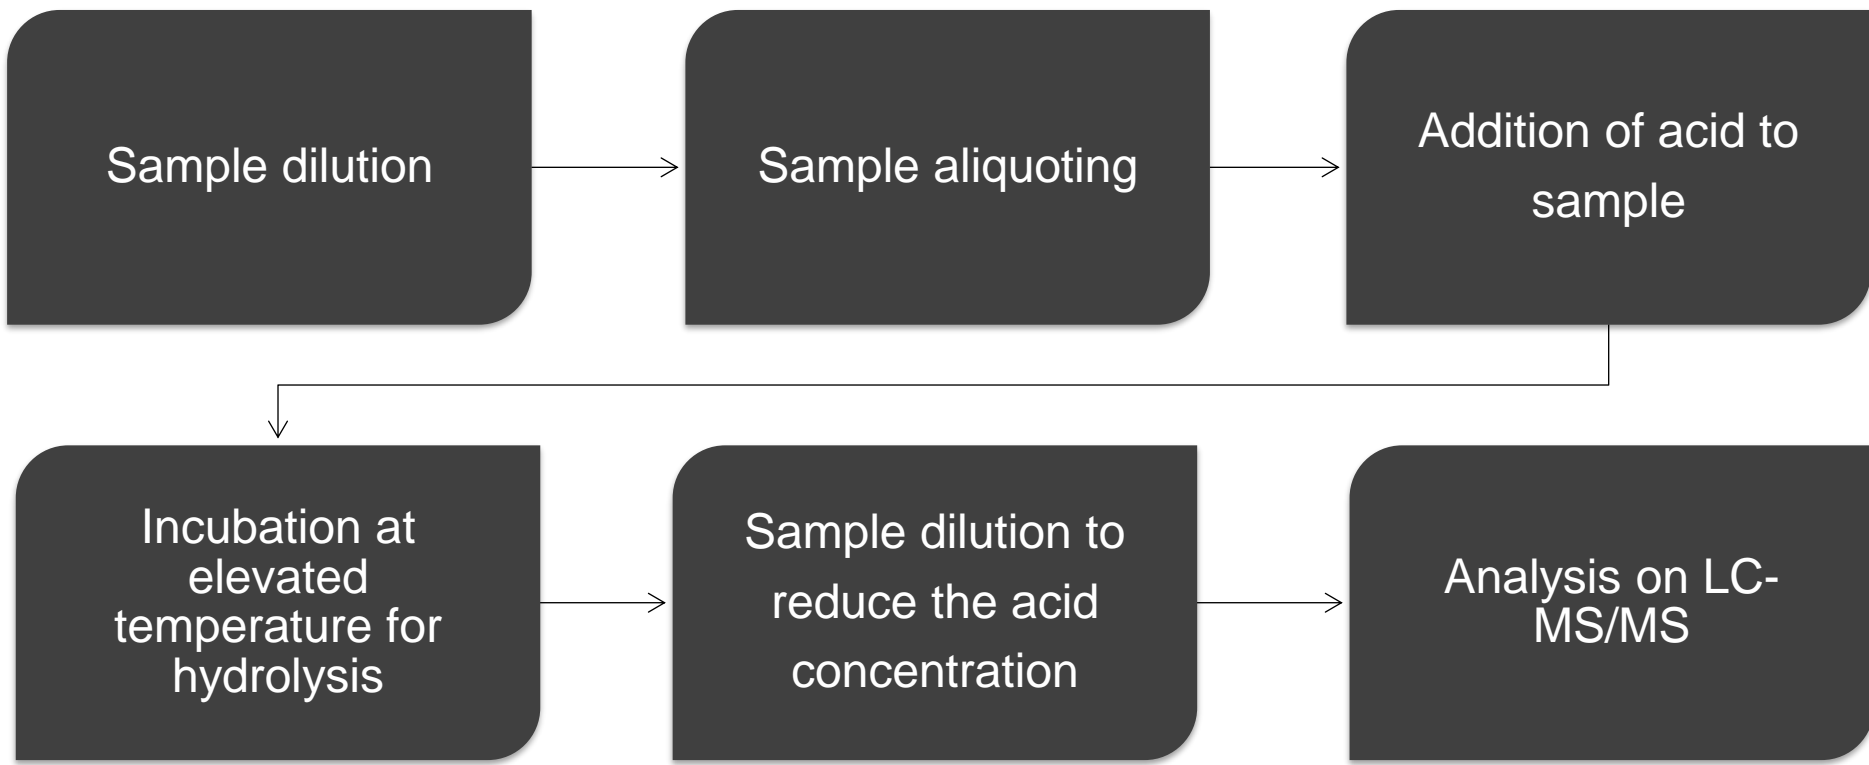 Sample dilution
Sample aliquoting
Addition of acid to
sample
Incubation at
elevated
temperature for
hydrolysis
Sample dilution to
reduce the acid
concentration
Analysis on LC-
MS/MS